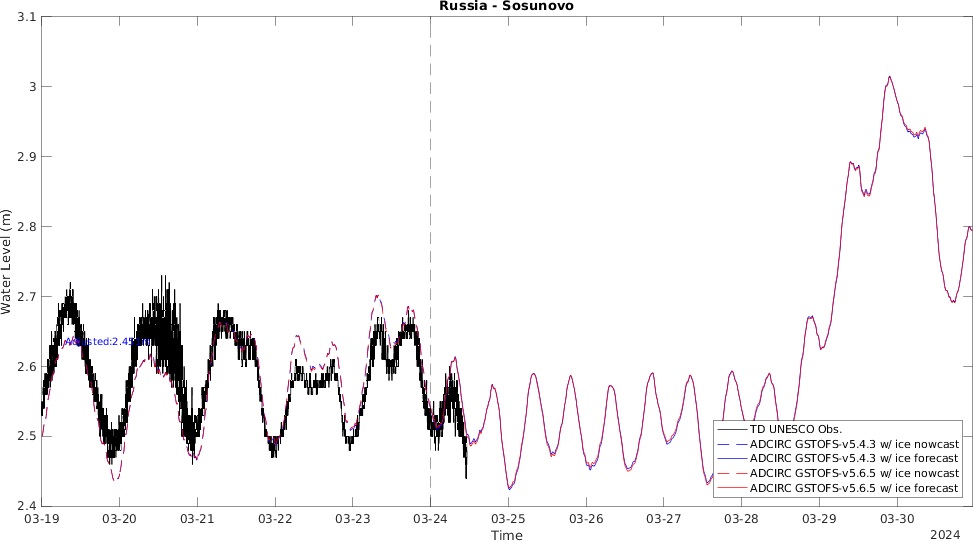 Russia - Sosunovo
3.1
3
2.9
2.8
2.7
2.6
2.5
2.4
Water Level (m)
TD UNESCO Obs.
ADCIRC GSTOFS-v5.4.3 w/ ice nowcast
ADCIRC GSTOFS-v5.4.3 w/ ice forecast
ADCIRC GSTOFS-v5.6.5 w/ ice nowcast
ADCIRC GSTOFS-v5.6.5 w/ ice forecast
03-19 03-20 03-21 03-22 03-23 03-24 03-25 03-26 03-27 03-28 03-29 03-30
Time
2024